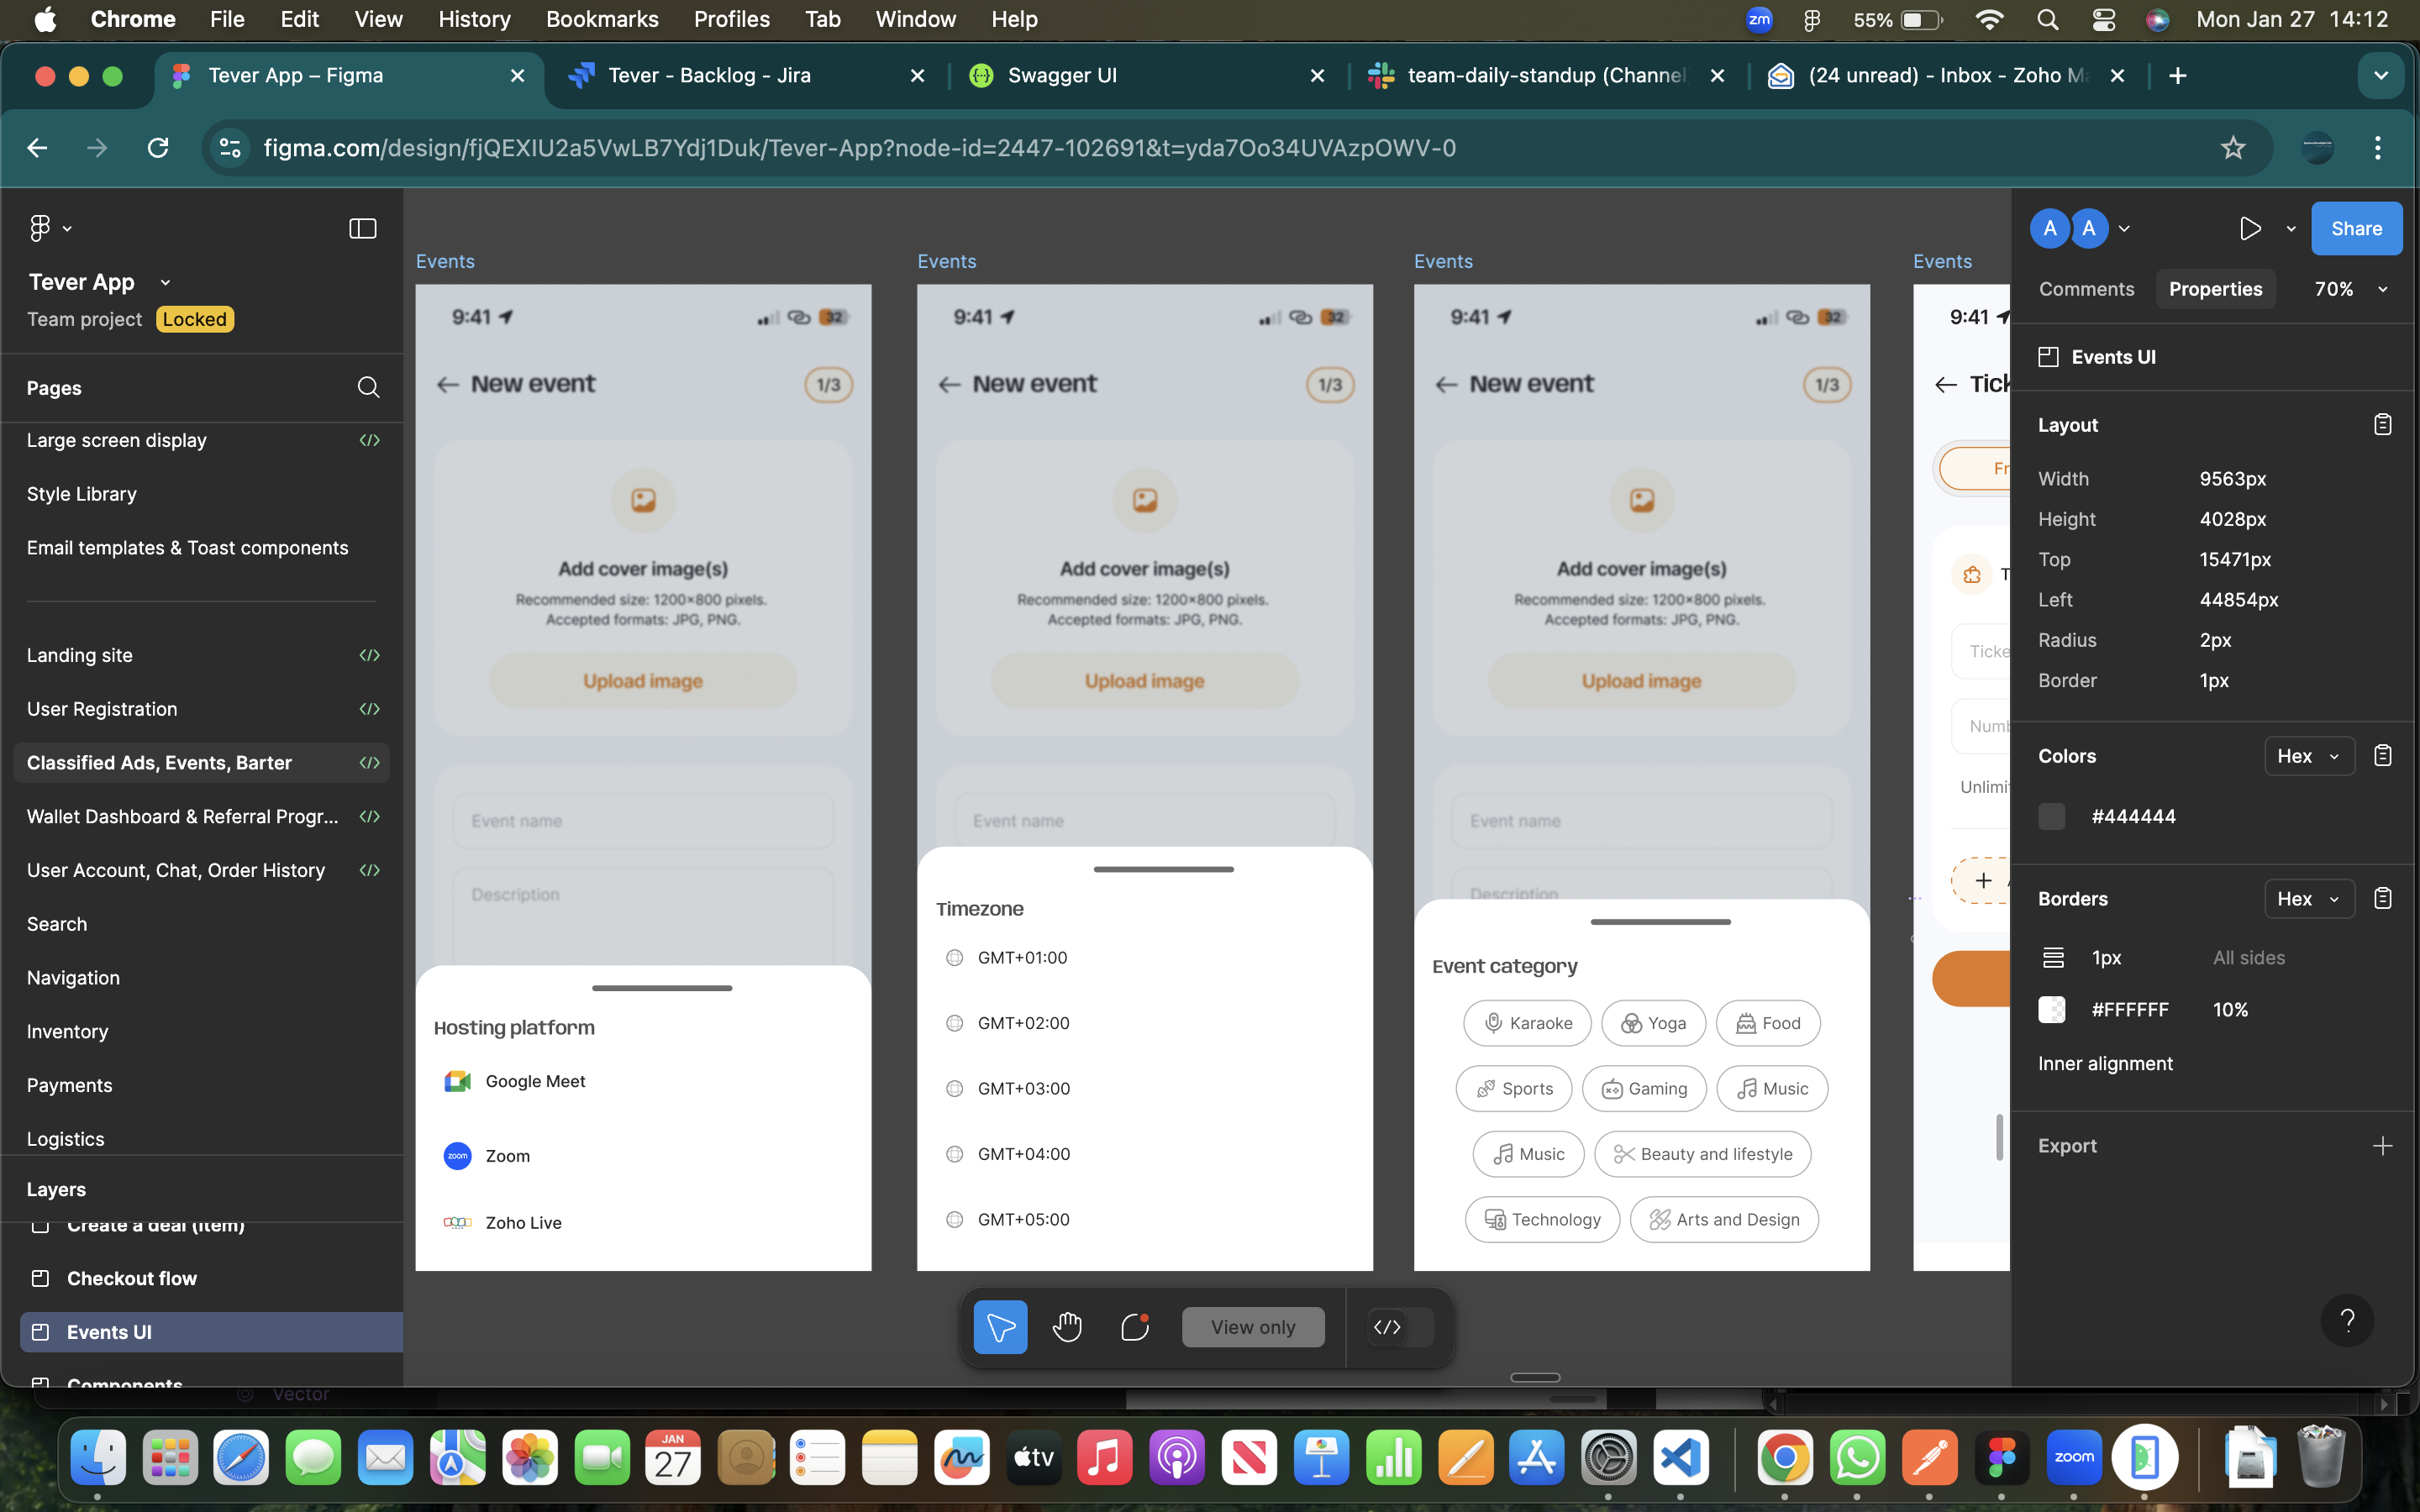 Chrome File Edit View History Bookmarks Profiles Tab Window Help
zm 55% Mon Jan 27 14:12
Tever App – Figma
Tever - Backlog - Jira
Swagger UI
team-daily-standup (Channel
(24 unread) - Inbox - Zoho Ma
figma.com/design/fjQEXIU2a5VwLB7Ydj1Duk/Tever-App?node-id=2447-102691&t=yda7Oo34UVAzpOWV-0
Tever App
Team project Locked
Pages
Large screen display
Style Library
Email templates & Toast components
Landing site
User Registration
Classified Ads, Events, Barter
Wallet Dashboard & Referral Progr...
User Account, Chat, Order History
Search
Navigation
Inventory
Payments
Logistics
Layers
Create a deal (item)
Checkout flow
Events UI
Components
Vector
Events
9:41 32
New event 1/3
Add cover image(s)
Recommended size: 1200×800 pixels.
Accepted formats: JPG, PNG.
Upload image
Event name
Description
Hosting platform
Google Meet
zoom Zoom
Zoho Live
Events
9:41 32
New event 1/3
Add cover image(s)
Recommended size: 1200×800 pixels.
Accepted formats: JPG, PNG.
Upload image
Event name
Timezone
GMT+01:00
GMT+02:00
GMT+03:00
GMT+04:00
GMT+05:00
Events
9:41 32
New event 1/3
Add cover image(s)
Recommended size: 1200×800 pixels.
Accepted formats: JPG, PNG.
Upload image
Event name
Description
Event category
Karaoke Yoga Food
Sports Gaming Music
Music Beauty and lifestyle
Technology Arts and Design
Events
9:41
Tick
Fr
T
Ticke
Numb
Unlimi
View only
A A Share
Comments Properties 70%
Events UI
Layout
Width 9563px
Height 4028px
Top 15471px
Left 44854px
Radius 2px
Border 1px
Colors Hex
#444444
Borders Hex
1px All sides
#FFFFFF 10%
Inner alignment
Export
?
JAN
27
tv
zoom